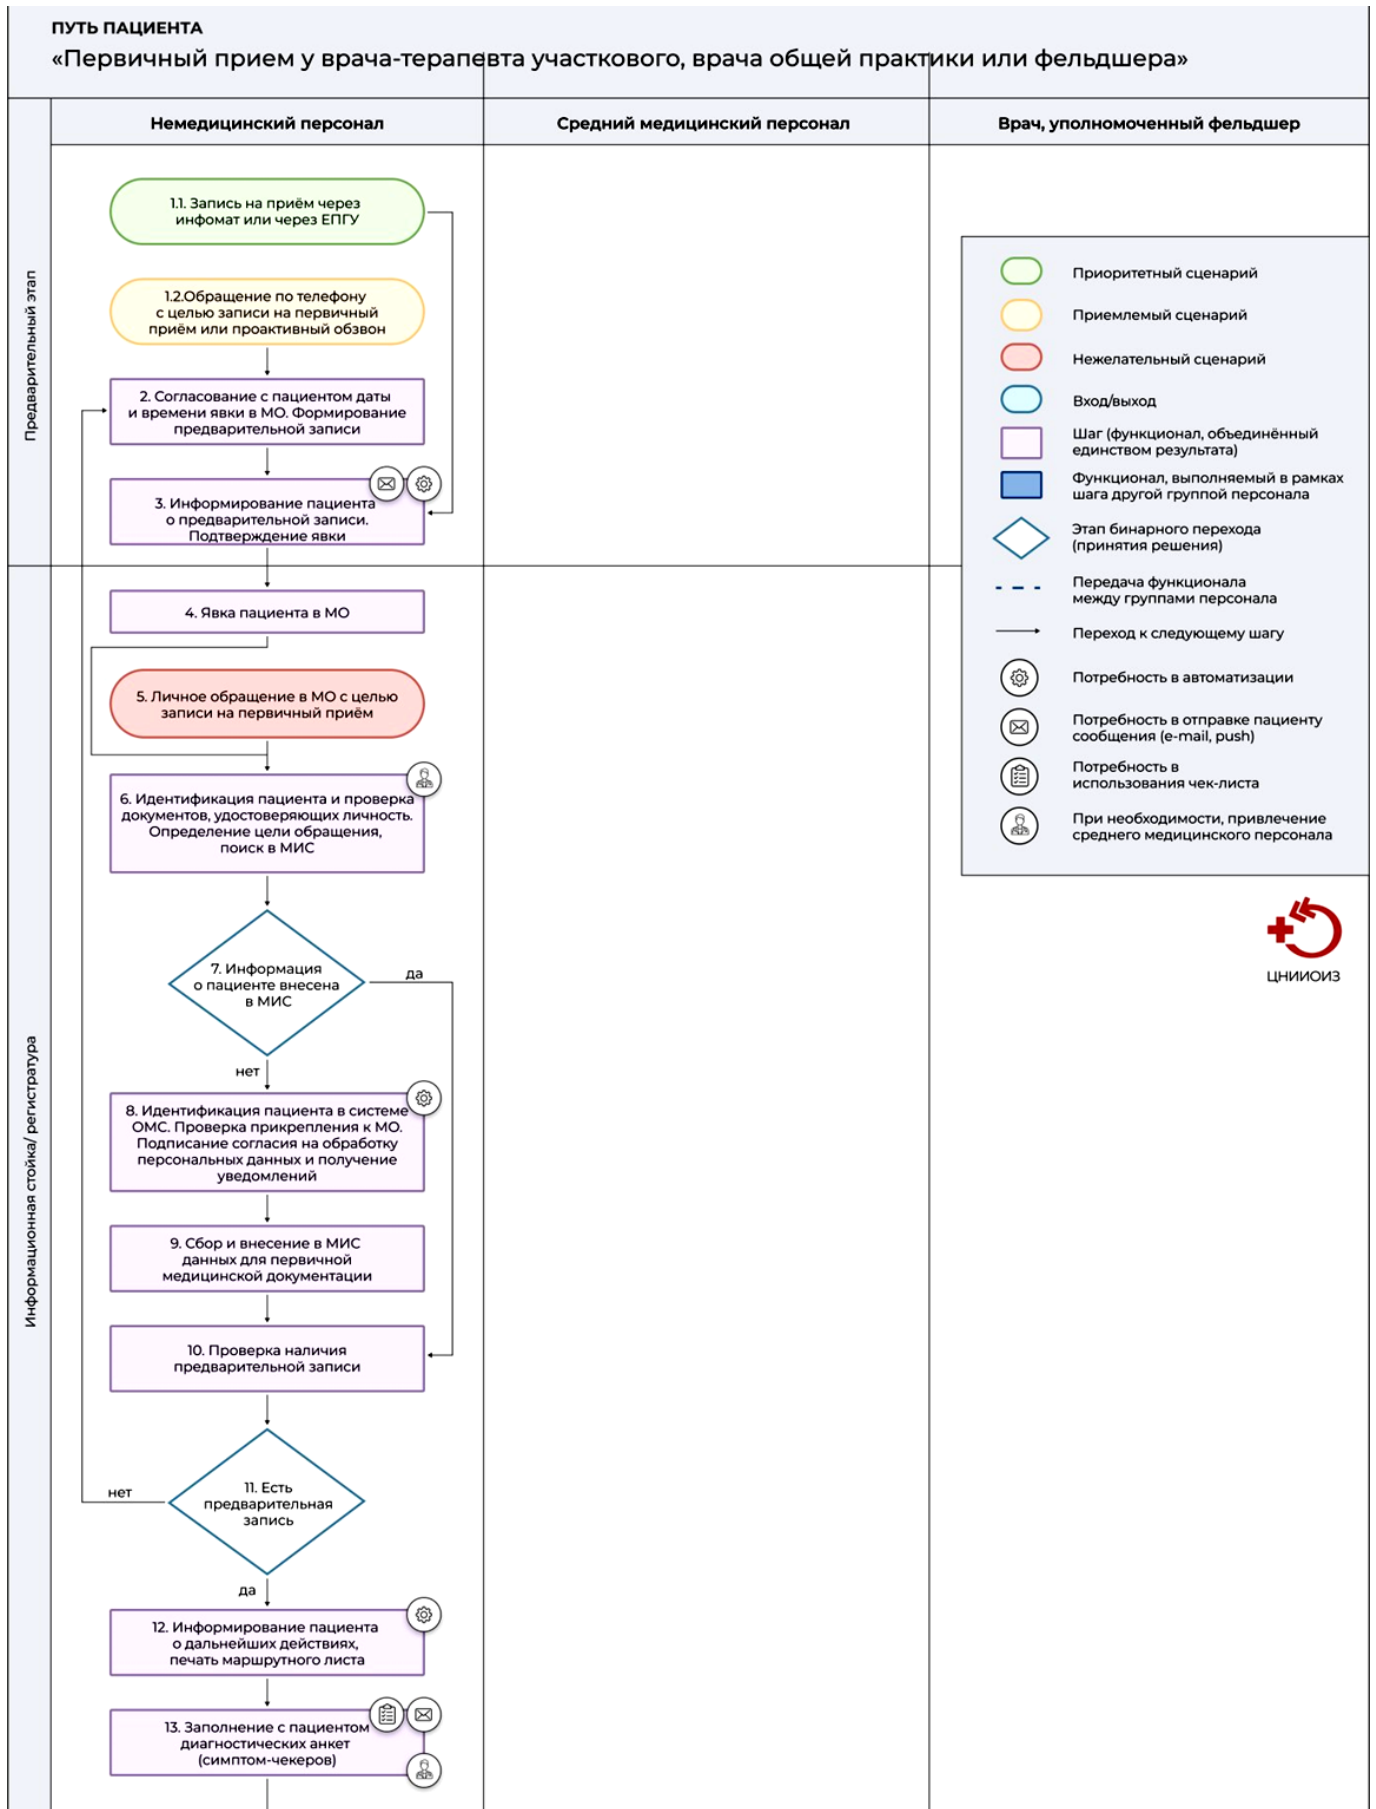 ПУТЬ ПАЦИЕНТА
«Первичный прием у врача-терапевта участкового, врача общей практики или фельдшера»
Немедицинский персонал
Средний медицинский персонал
Врач, уполномоченный фельдшер
Предварительный этап
1.1. Запись на приём через
инфомат или через ЕПГУ
1.2.Обращение по телефону
с целью записи на первичный
приём или проактивный обзвон
2. Согласование с пациентом даты
и времени явки в МО. Формирование
предварительной записи
3. Информирование пациента
о предварительной записи.
Подтверждение явки
Информационная стойка/ регистратура
4. Явка пациента в МО
5. Личное обращение в МО с целью
записи на первичный приём
6. Идентификация пациента и проверка
документов, удостоверяющих личность.
Определение цели обращения,
поиск в МИС
7. Информация
о пациенте внесена
в МИС
да
нет
8. Идентификация пациента в системе
ОМС. Проверка прикрепления к МО.
Подписание согласия на обработку
персональных данных и получение
уведомлений
9. Сбор и внесение в МИС
данных для первичной
медицинской документации
10. Проверка наличия
предварительной записи
11. Есть
предварительная
запись
нет
да
12. Информирование пациента
о дальнейших действиях,
печать маршрутного листа
13. Заполнение с пациентом
диагностических анкет
(симптом-чекеров)
Приоритетный сценарий
Приемлемый сценарий
Нежелательный сценарий
Вход/выход
Шаг (функционал, объединённый
единством результата)
Функционал, выполняемый в рамках
шага другой группой персонала
Этап бинарного перехода
(принятия решения)
Передача функционала
между группами персонала
Переход к следующему шагу
Потребность в автоматизации
Потребность в отправке пациенту
сообщения (e-mail, push)
Потребность в
использования чек-листа
При необходимости, привлечение
среднего медицинского персонала
ЦНИИОИЗ